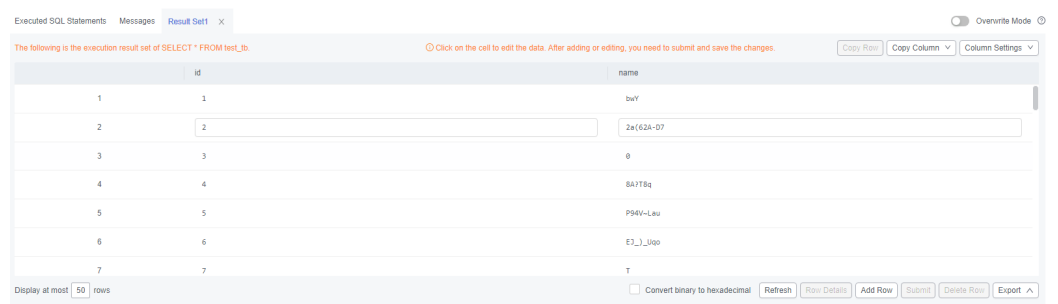 Executed SQL Statements Messages Result Set1 X Overwrite Mode
The following is the execution result set of SELECT * FROM test_tb. Click on the cell to edit the data. After adding or editing, you need to submit and save the changes. Copy Row Copy Column Column Settings
id name
1 1 bwY
2 2 2a(62A-D7
3 3 0
4 4 8A?T8q
5 5 P94V~Lau
6 6 EJ_)_Uqo
7 7 T
Display at most 50 rows Convert binary to hexadecimal Refresh Row Details Add Row Submit Delete Row Export